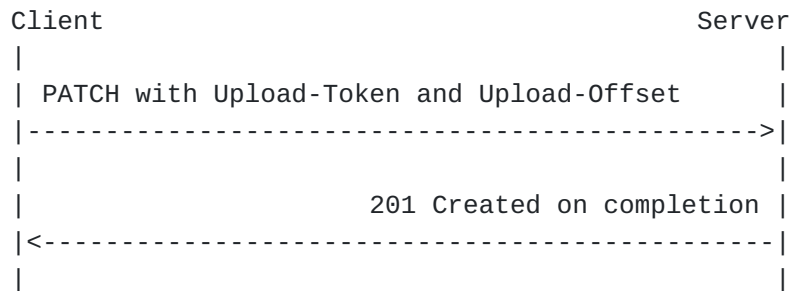 Client                                      Server
|                                                |
| PATCH with Upload-Token and Upload-Offset      |
|----------------------------------------------->|
|                                                |
|                      201 Created on completion |
|<-----------------------------------------------|
|                                                |